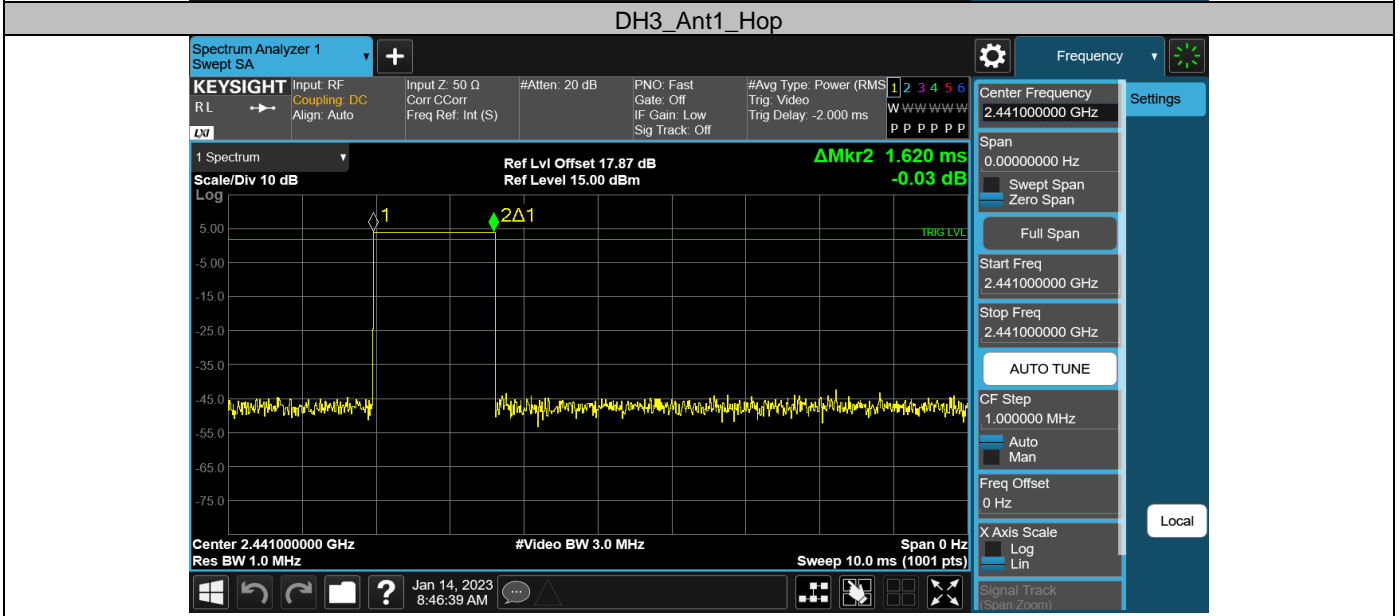 DH3_Ant1_Hop
Spectrum Analyzer 1
Swept SA
+
Frequency
KEYSIGHT
RL
LXI
Input: RF
Coupling: DC
Align: Auto
Input Z: 50 Ω
Corr CCorr
Freq Ref: Int (S)
#Atten: 20 dB
PNO: Fast
Gate: Off
IF Gain: Low
Sig Track: Off
#Avg Type: Power (RMS
Trig: Video
Trig Delay: -2.000 ms
1 2 3 4 5 6
W W W W W W
P P P P P P
1 Spectrum
Scale/Div 10 dB
Log
Ref Lvl Offset 17.87 dB
Ref Level 15.00 dBm
ΔMkr2 1.620 ms
-0.03 dB
1
2Δ1
TRIG LVL
5.00
-5.00
-15.0
-25.0
-35.0
-45.0
-55.0
-65.0
-75.0
Center 2.441000000 GHz
Res BW 1.0 MHz
#Video BW 3.0 MHz
Span 0 Hz
Sweep 10.0 ms (1001 pts)
Center Frequency
2.441000000 GHz
Settings
Span
0.00000000 Hz
Swept Span
Zero Span
Full Span
Start Freq
2.441000000 GHz
Stop Freq
2.441000000 GHz
AUTO TUNE
CF Step
1.000000 MHz
Auto
Man
Freq Offset
0 Hz
X Axis Scale
Log
Lin
Signal Track
(Span Zoom)
Local
?
Jan 14, 2023
8:46:39 AM